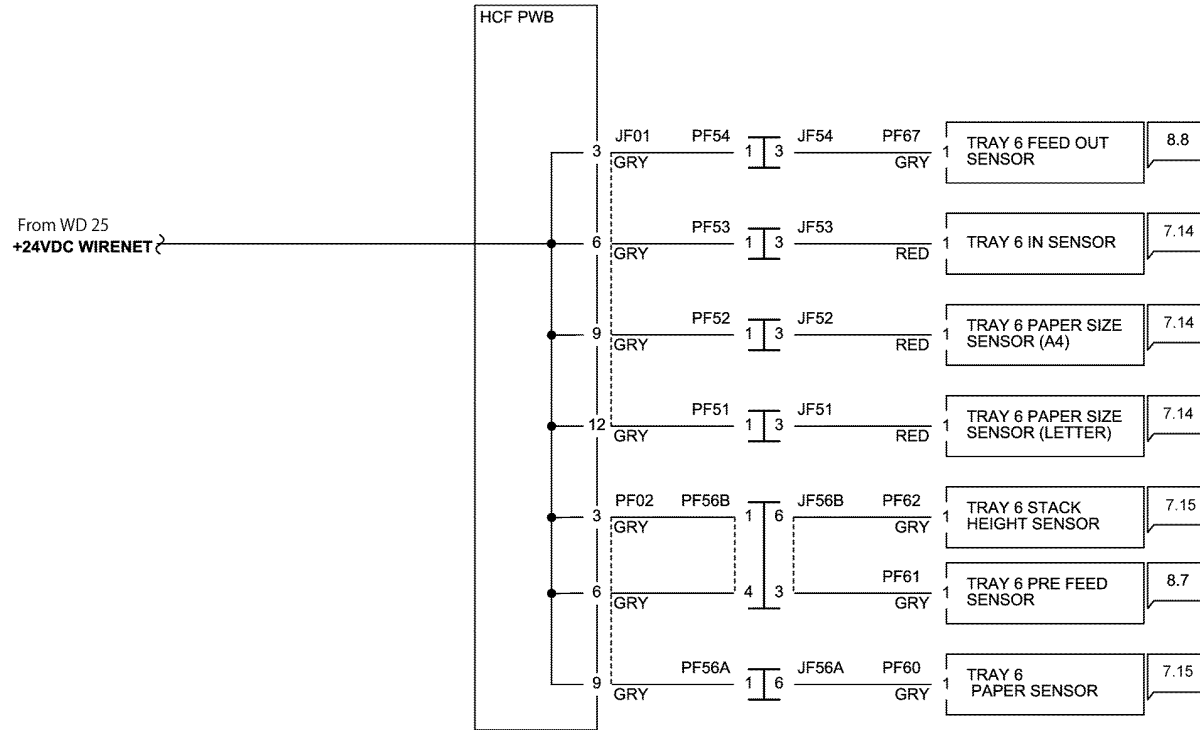 HCF PWB
3 JF01 PF54 1 3 JF54 PF67 1 TRAY 6 FEED OUT 8.8
GRY GRY SENSOR
From WD 25
+24VDC WIRENET
6 PF53 1 3 JF53 1 TRAY 6 IN SENSOR 7.14
GRY RED
9 PF52 1 3 JF52 1 TRAY 6 PAPER SIZE 7.14
GRY RED SENSOR (A4)
12 PF51 1 3 JF51 1 TRAY 6 PAPER SIZE 7.14
GRY RED SENSOR (LETTER)
3 PF02 PF56B 1 6 JF56B PF62 1 TRAY 6 STACK 7.15
GRY GRY HEIGHT SENSOR
6 4 3 PF61 1 TRAY 6 PRE FEED 8.7
GRY GRY SENSOR
9 PF56A 1 6 JF56A PF60 1 TRAY 6 7.15
GRY GRY PAPER SENSOR